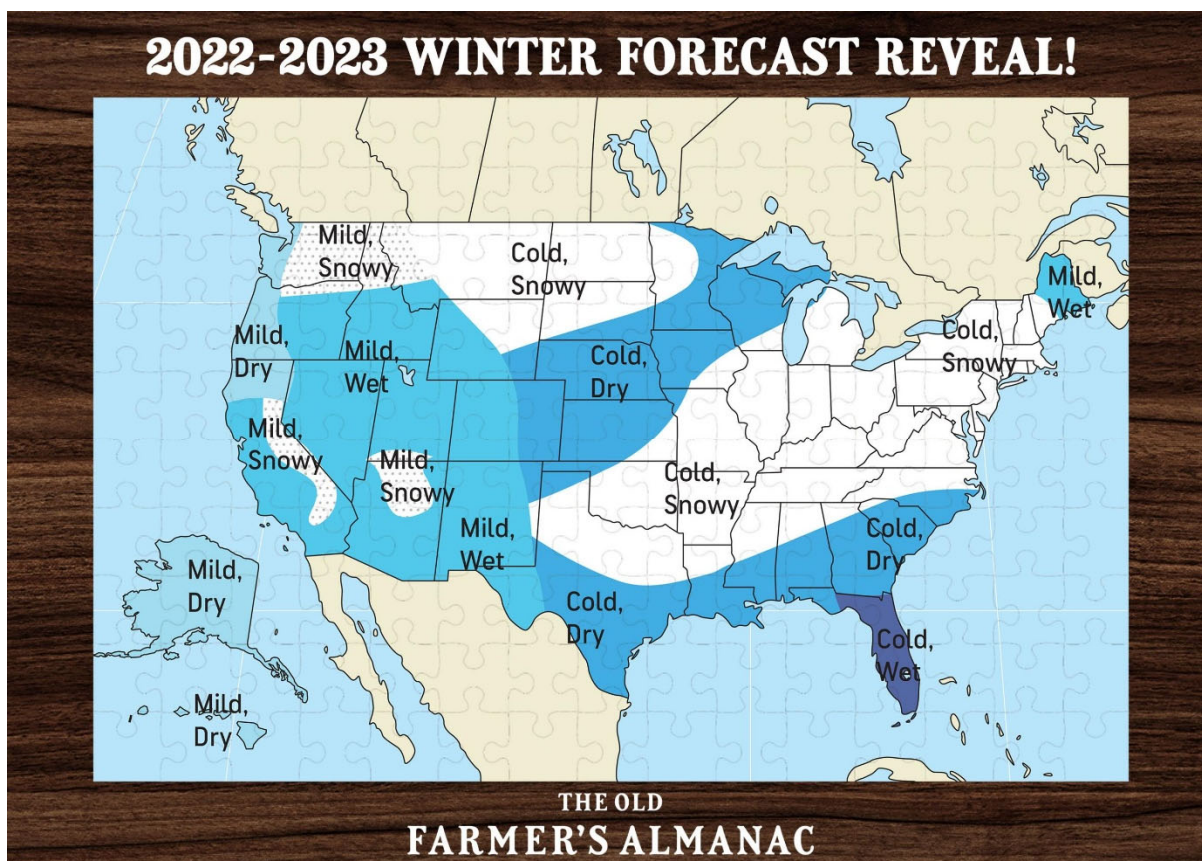 2022-2023 WINTER FORECAST REVEAL!
Mild,
Snowy
Cold,
Snowy
Mild,
Wet
Cold,
Snowy
Mild,
Dry
Mild,
Wet
Cold,
Dry
Mild,
Snowy
Mild,
Snowy
Cold,
Snowy
Mild,
Wet
Cold,
Dry
Mild,
Dry
Cold,
Dry
Cold,
Wet
Mild,
Dry
THE OLD
FARMER'S ALMANAC